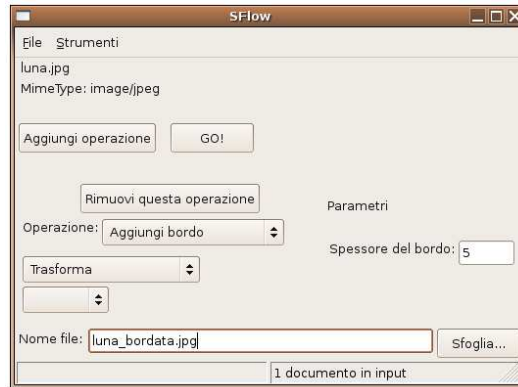 SFlow
File Strumenti
luna.jpg
MimeType: image/jpeg
Aggiungi operazione GO!
Rimuovi questa operazione
Parametri
Operazione: Aggiungi bordo
Spessore del bordo: 5
Trasforma
Nome file: luna_bordata.jpg Sfoglia...
1 documento in input